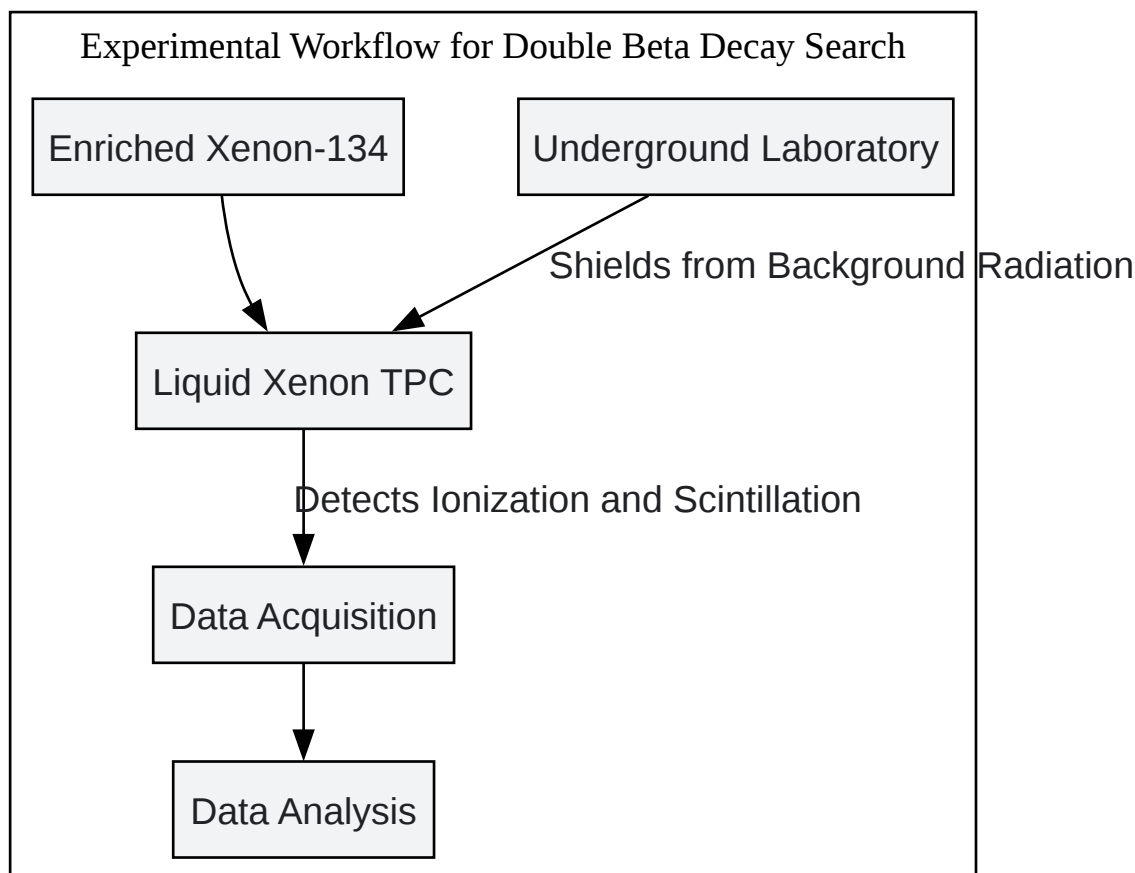 Experimental Workflow for Double Beta Decay Search
Enriched Xenon-134
Underground Laboratory
Shields from Background Radiation
Liquid Xenon TPC
Detects Ionization and Scintillation
Data Acquisition
Data Analysis